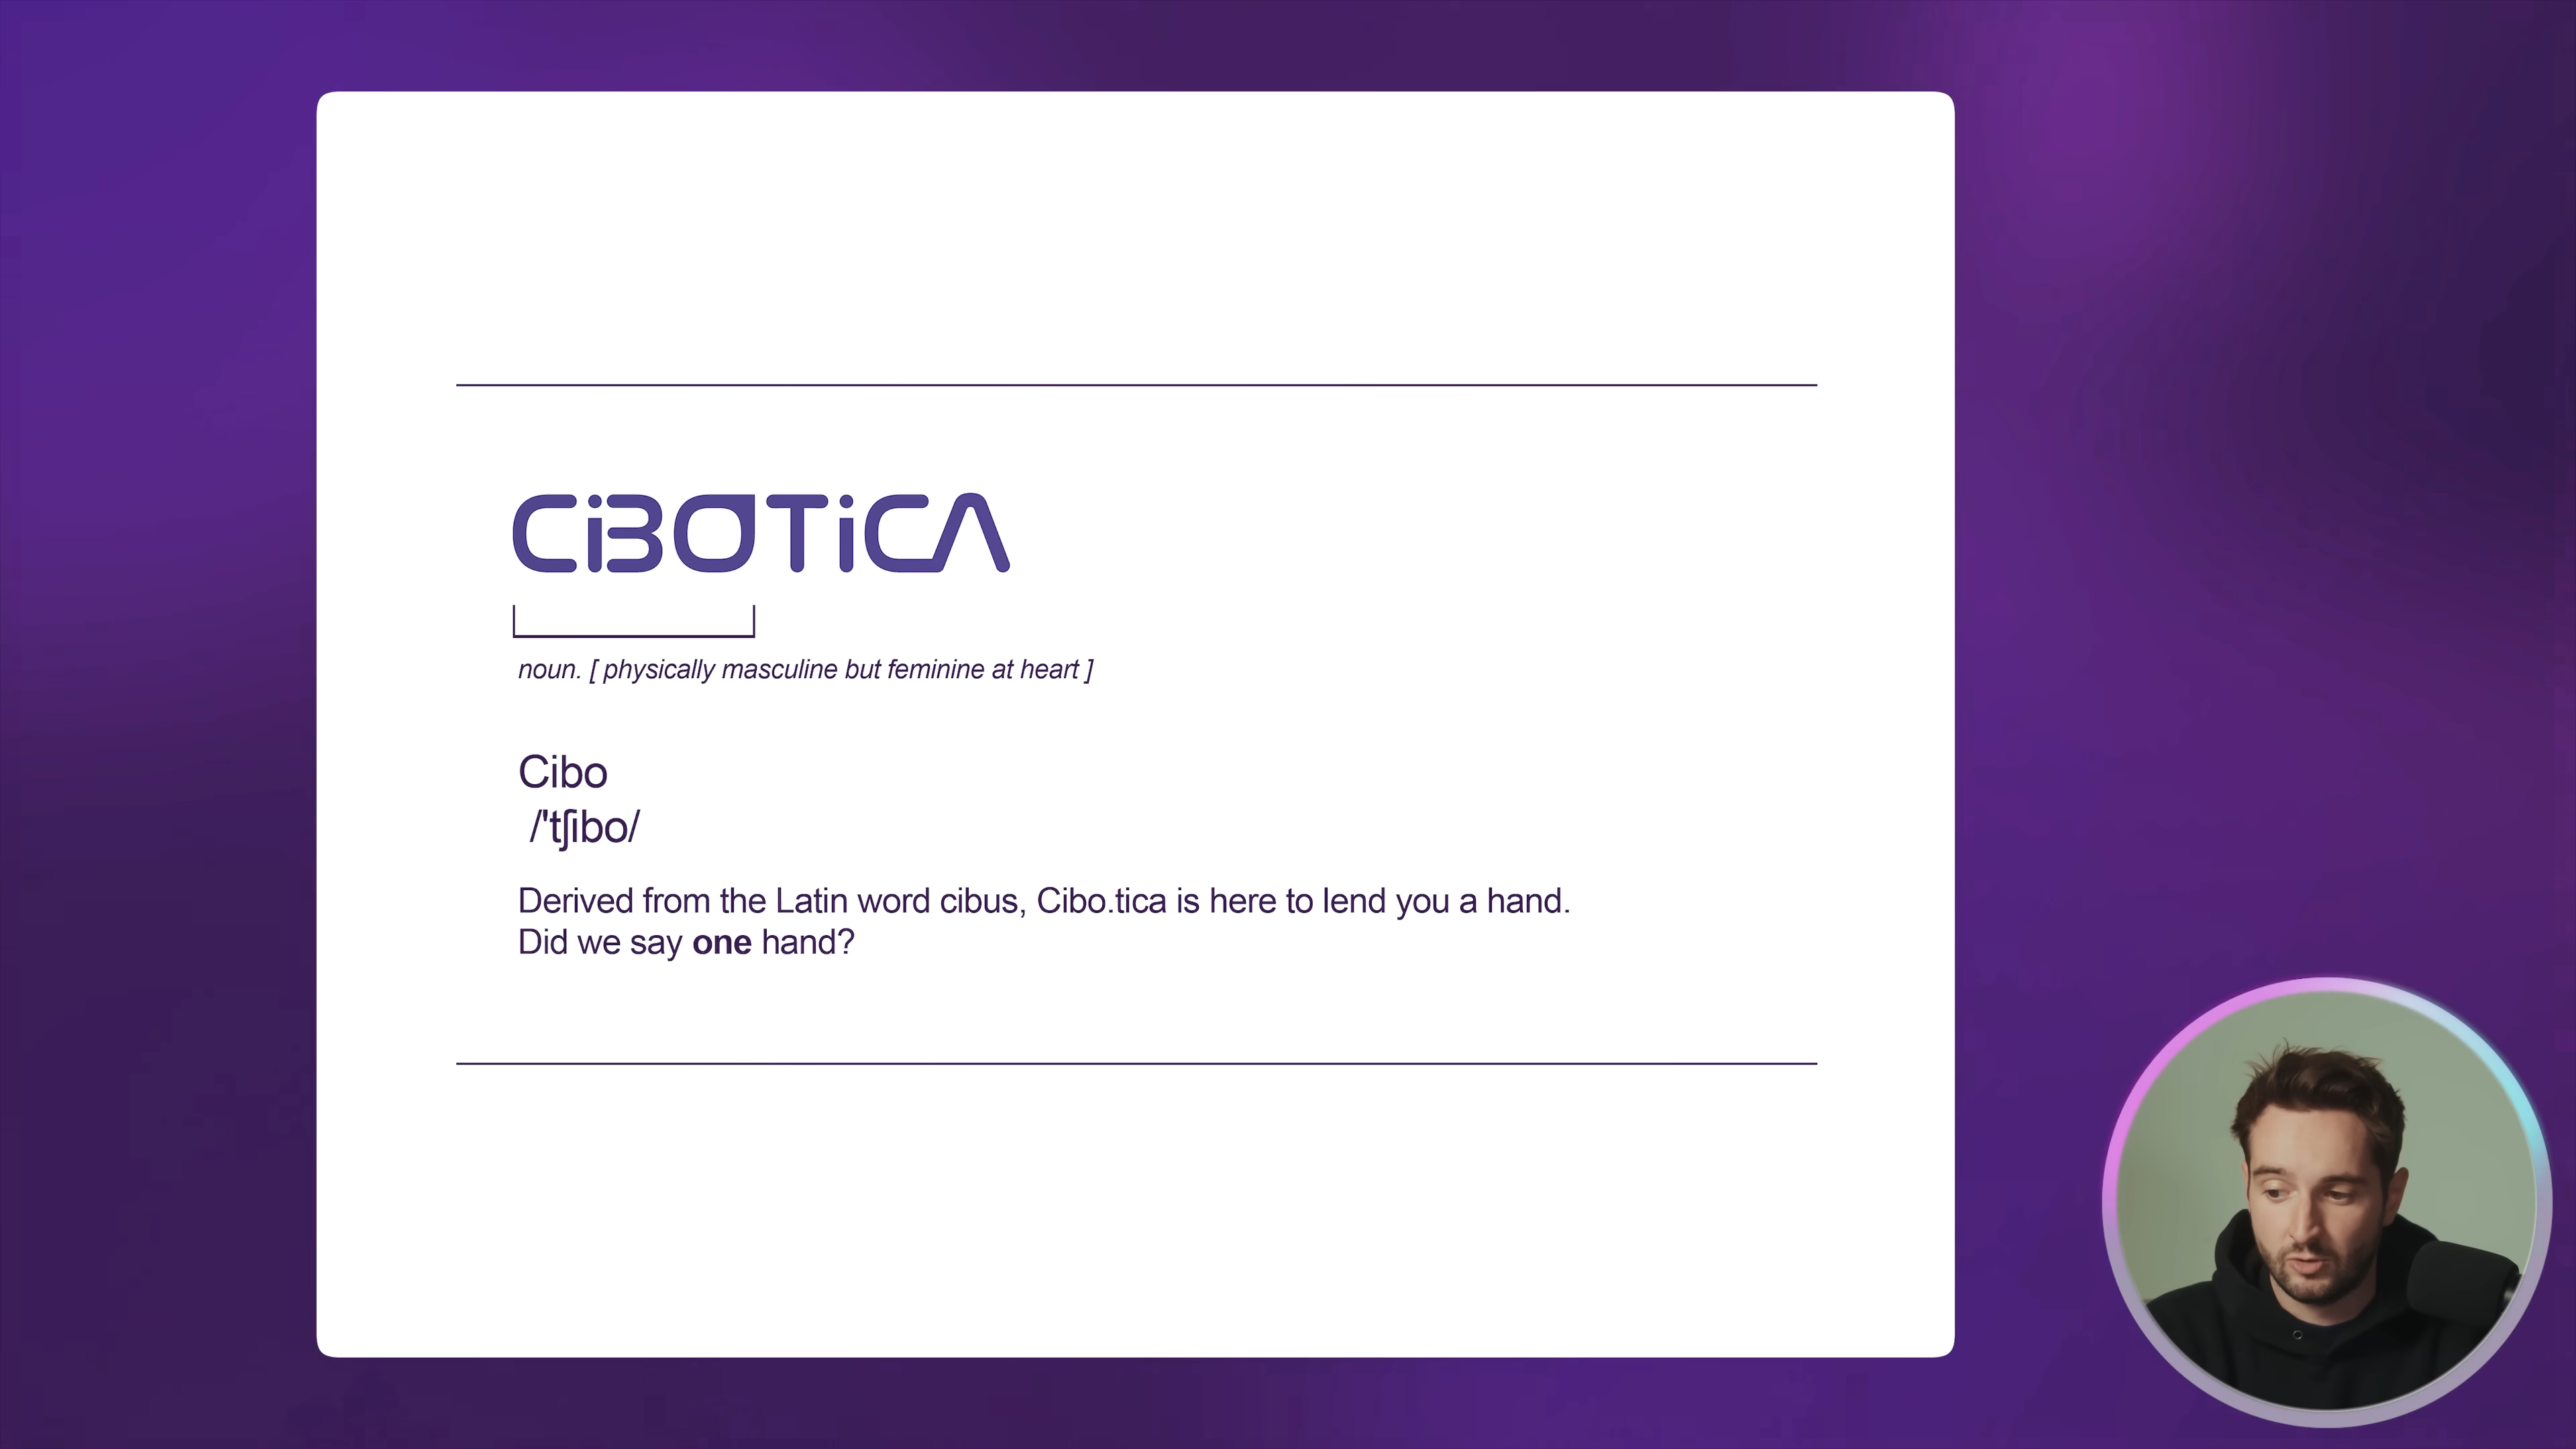 CiBOTiCA
noun. [ physically masculine but feminine at heart ]
Cibo
/'tʃibo/
Derived from the Latin word cibus, Cibo.tica is here to lend you a hand.
Did we say one hand?